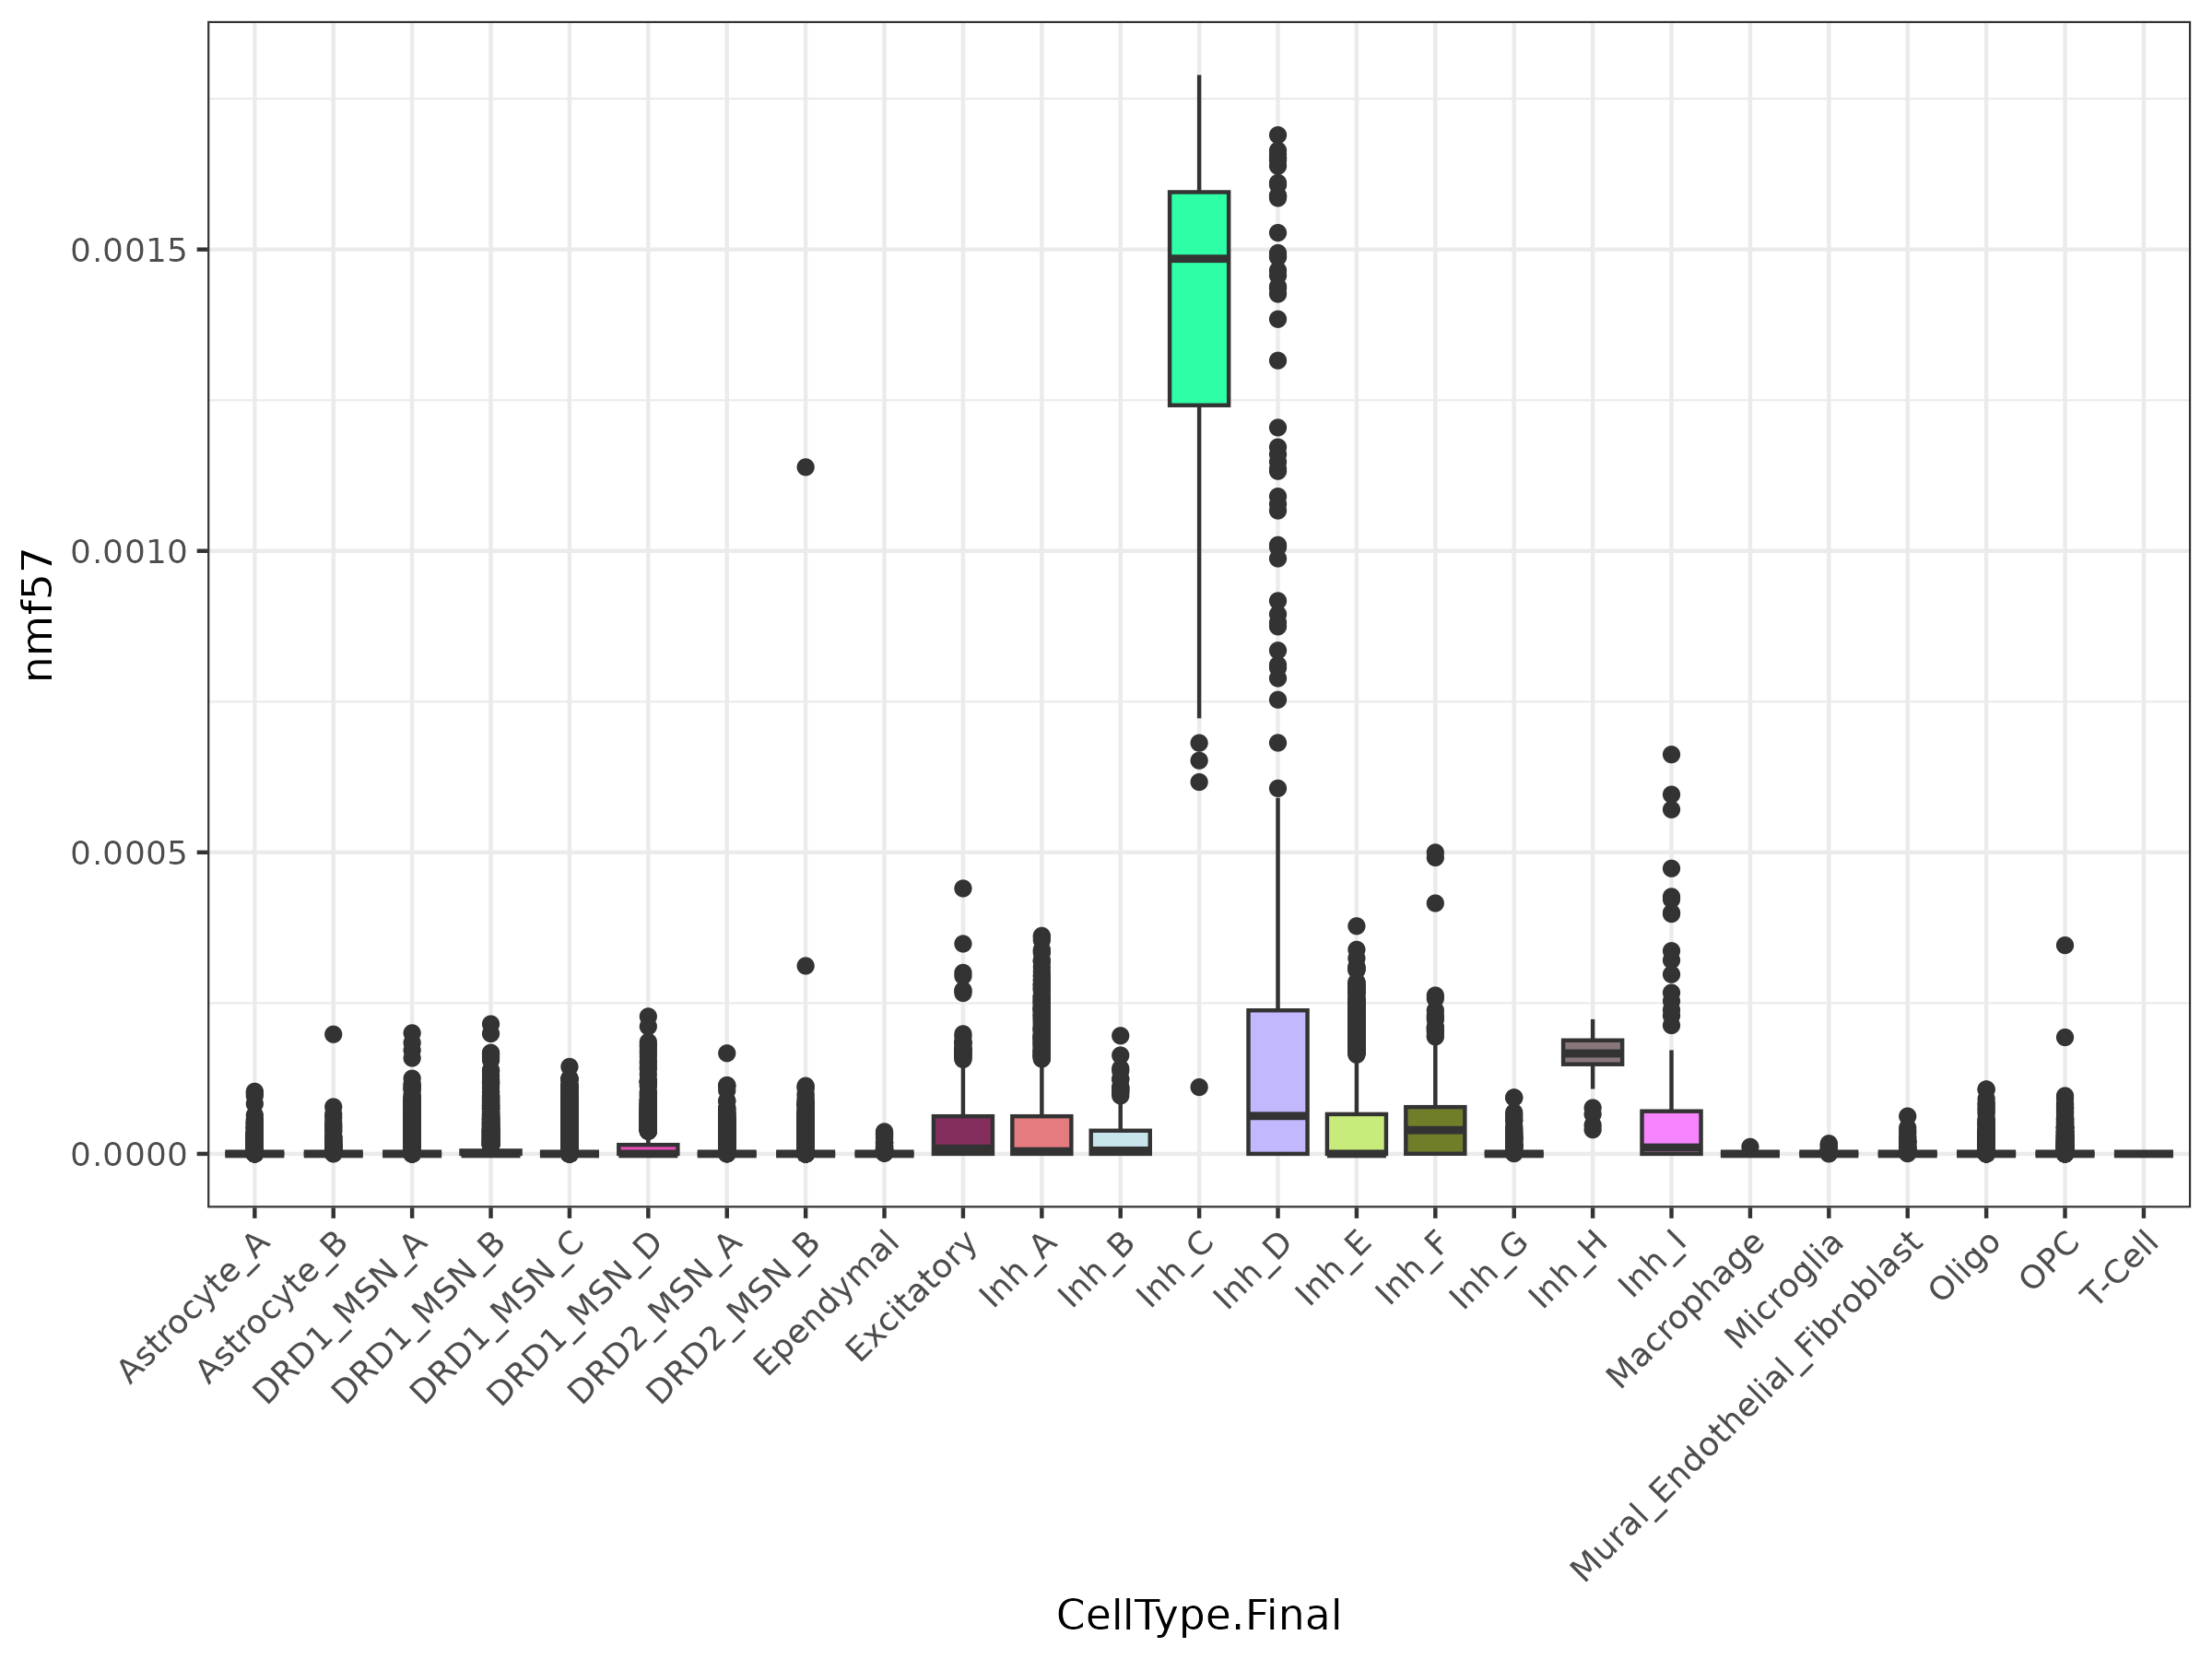 nmf57
0.0015
0.0010
0.0005
0.0000
Astrocyte_A
Astrocyte_B
DRD1_MSN_A
DRD1_MSN_B
DRD1_MSN_C
DRD1_MSN_D
DRD2_MSN_A
DRD2_MSN_B
Ependymal
Excitatory
Inh_A
Inh_B
Inh_C
Inh_D
Inh_E
Inh_F
Inh_G
Inh_H
Inh_I
Macrophage
Microglia
Mural_Endothelial_Fibroblast
Oligo
OPC
T-Cell
CellType.Final